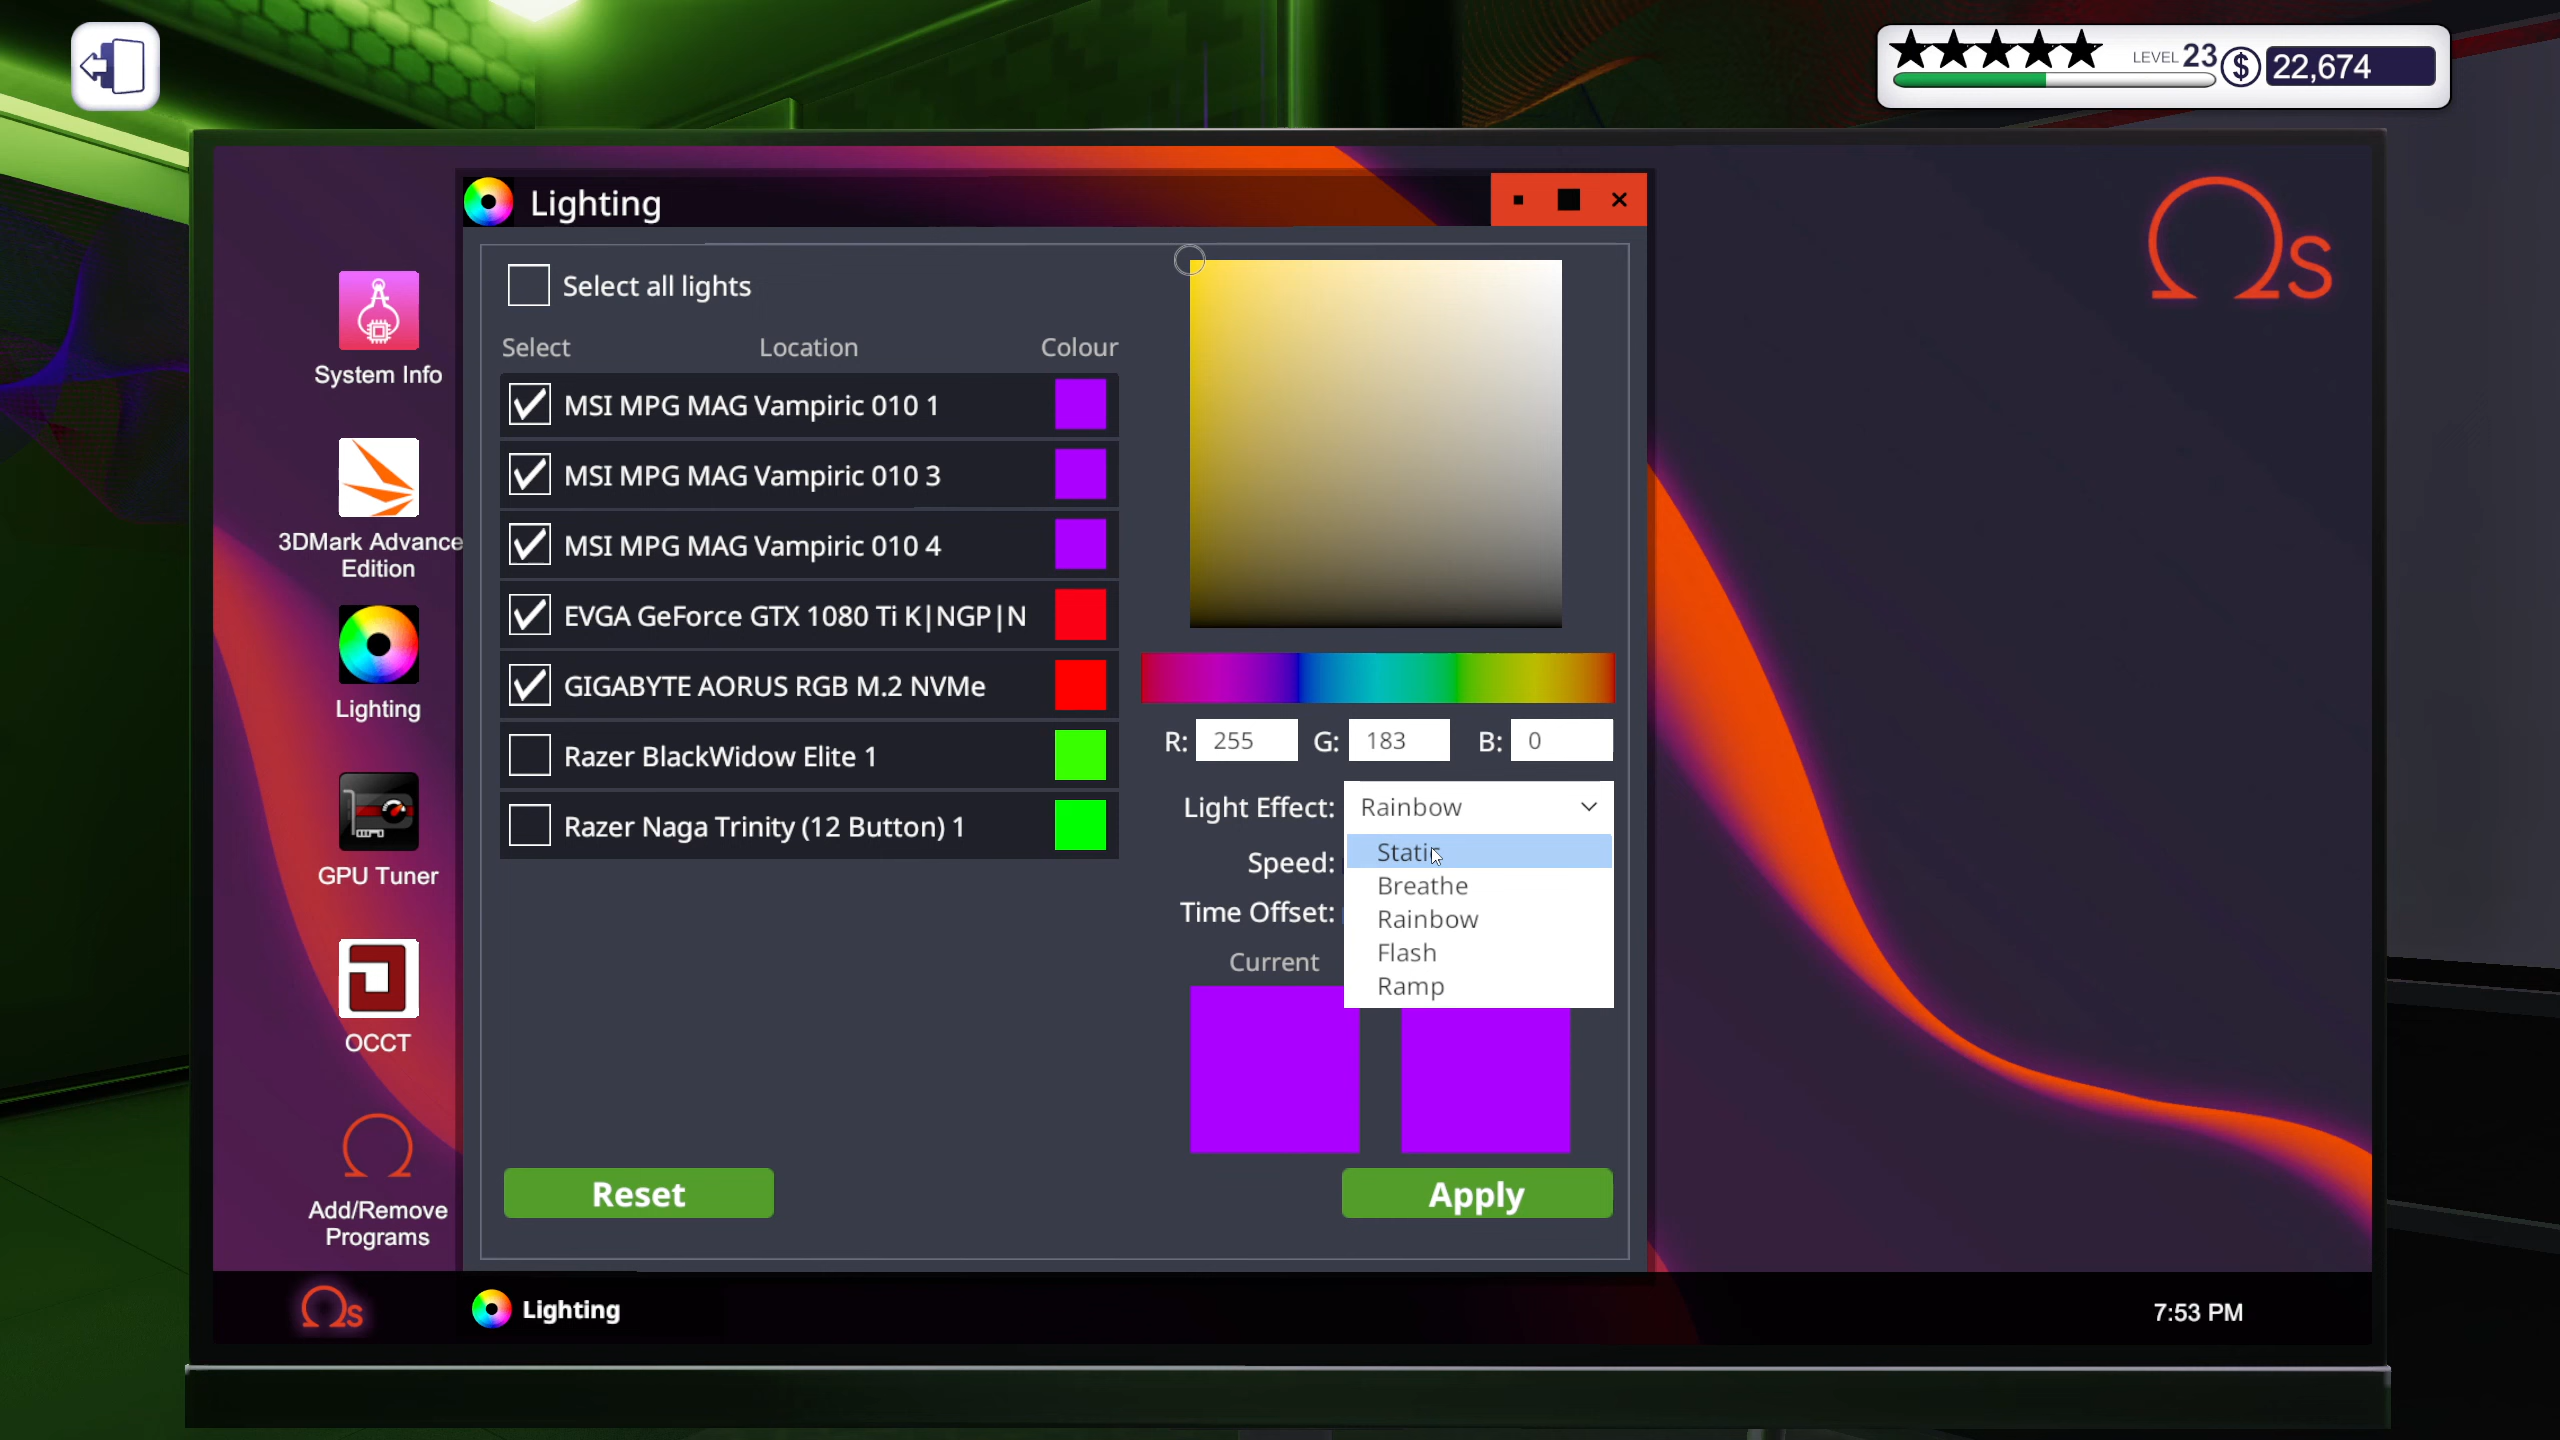 LEVEL 23 $ 22,674
Lighting
Ωs
Select all lights
Select Location Colour
MSI MPG MAG Vampiric 010 1
MSI MPG MAG Vampiric 010 3
MSI MPG MAG Vampiric 010 4
EVGA GeForce GTX 1080 Ti K|NGP|N
GIGABYTE AORUS RGB M.2 NVMe
Razer BlackWidow Elite 1
Razer Naga Trinity (12 Button) 1
R: 255 G: 183 B: 0
Light Effect: Rainbow
Static
Breathe
Rainbow
Flash
Ramp
Speed:
Time Offset:
Current
Reset
Apply
System Info
3DMark Advance
Edition
Lighting
GPU Tuner
OCCT
Add/Remove
Programs
Ωs
Lighting
7:53 PM